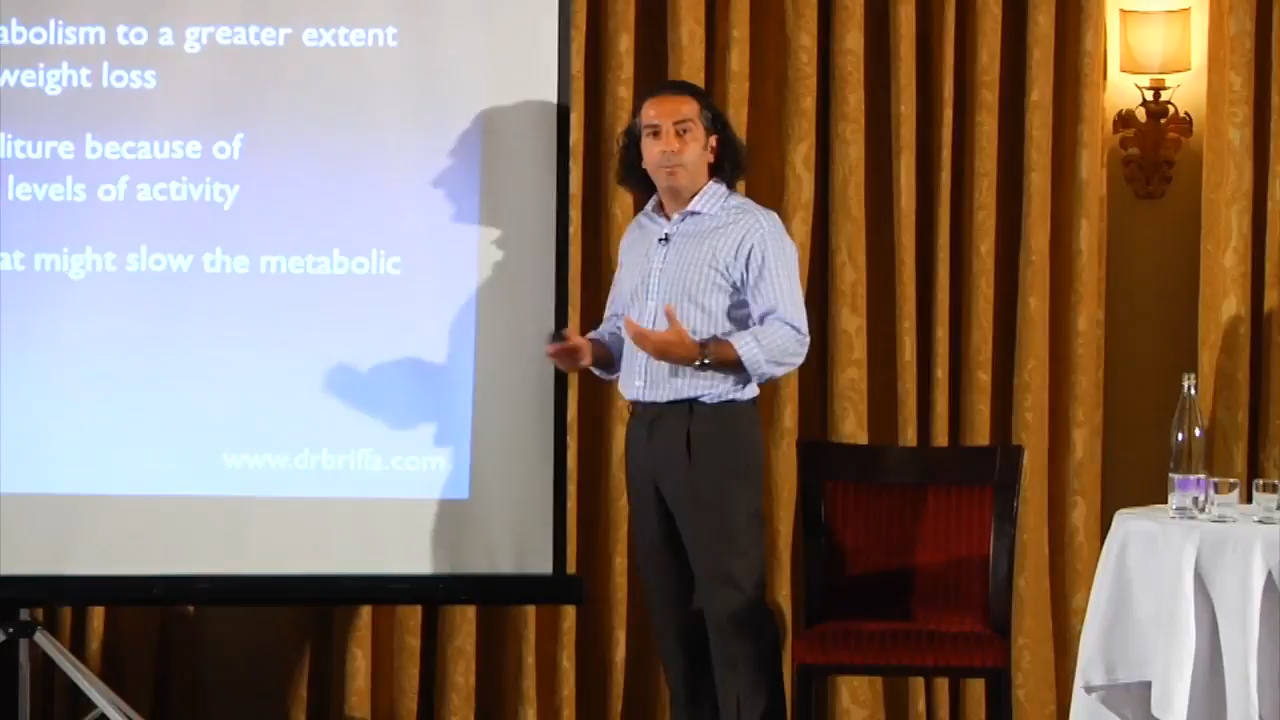 abolism to a greater extent
weight loss
liture because of
levels of activity
at might slow the metabolic
www.drbriffa.com